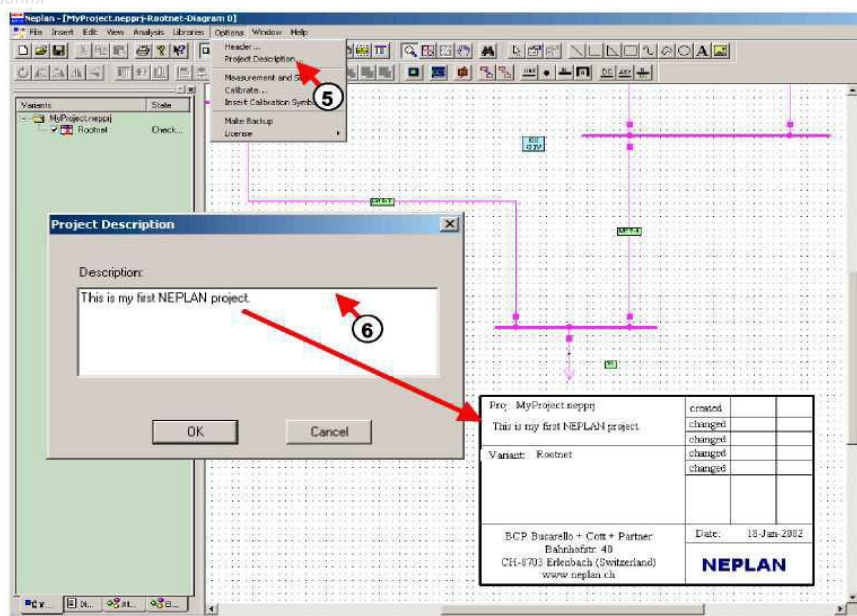 Neplan - [MyProject.nepprj-Rootnet-Diagram 0]
File Insert Edit View Analysis Libraries Options Window Help
Header...
Project Description...
Measurement and
Calibrate...
Insert Calibration Symb
Make Backup
License
5
Variants State
MyProject.nepprj
Rootnet Check...
Project Description
Description:
This is my first NEPLAN project.
6
OK Cancel
Proj: MyProject.nepprj
This is my first NEPLAN project.
Variant: Rootnet
created
changed
changed
changed
changed
BCP Busarello + Cott + Partner
Bahnhofstr. 40
CH-8703 Erlenbach (Switzerland)
www.neplan.ch
Date: 18-Jan-2002
NEPLAN